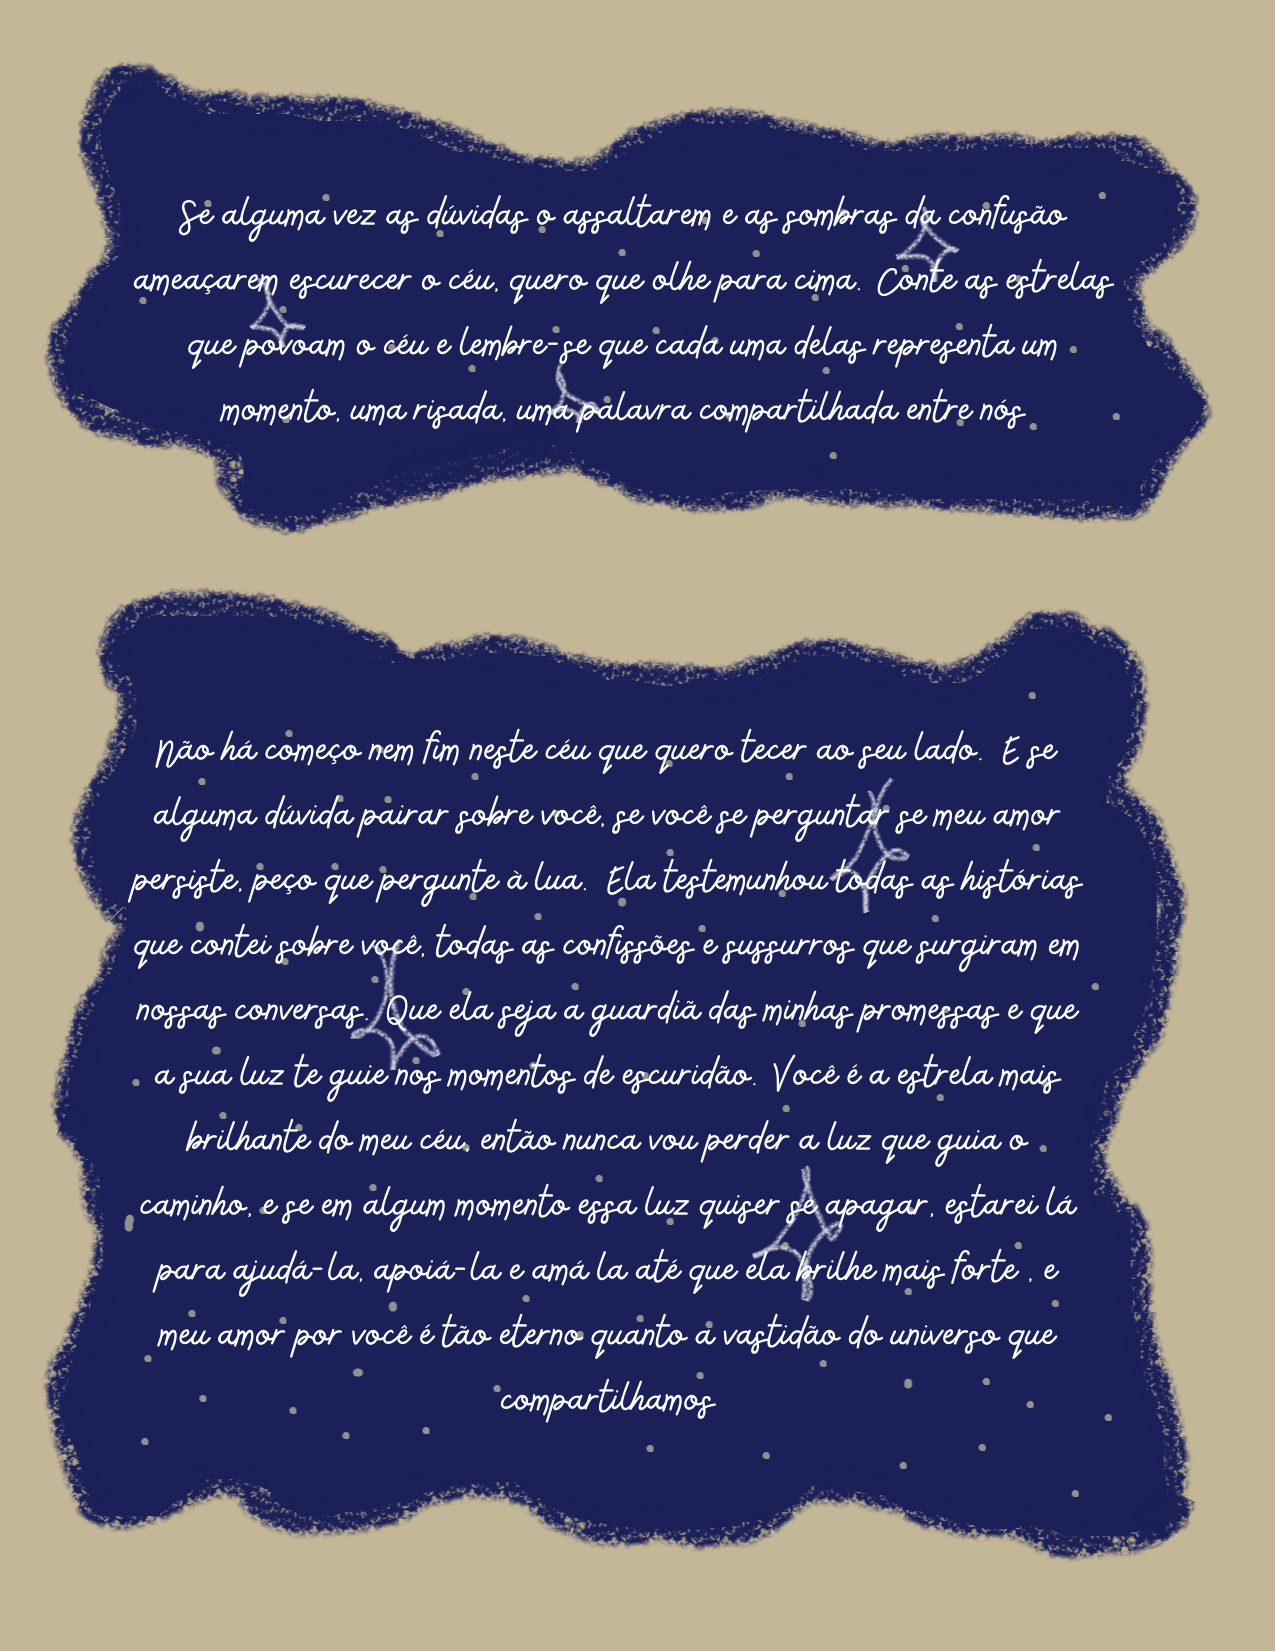 Se alguma vez as dúvidas o assaltarem e as sombras da confusão
ameaçarem escurecer o céu, quero que olhe para cima. Conte as estrelas
que povoam o céu e lembre-se que cada uma delas representa um
momento, uma risada, uma palavra compartilhada entre nós
Não há começo nem fim neste céu que quero tecer ao seu lado. E se
alguma dúvida pairar sobre você, se você se perguntar se meu amor
persiste, peço que pergunte à lua. Ela testemunhou todas as histórias
que contei sobre você, todas as confissões e sussurros que surgiram em
nossas conversas. Que ela seja a guardiã das minhas promessas e que
a sua luz te guie nos momentos de escuridão. Você é a estrela mais
brilhante do meu céu, então nunca vou perder a luz que guia o
caminho, e se em algum momento essa luz quiser se apagar, estarei lá
para ajudá-la, apoiá-la e amá la até que ela brilhe mais forte , e
meu amor por você é tão eterno quanto a vastidão do universo que
compartilhamos